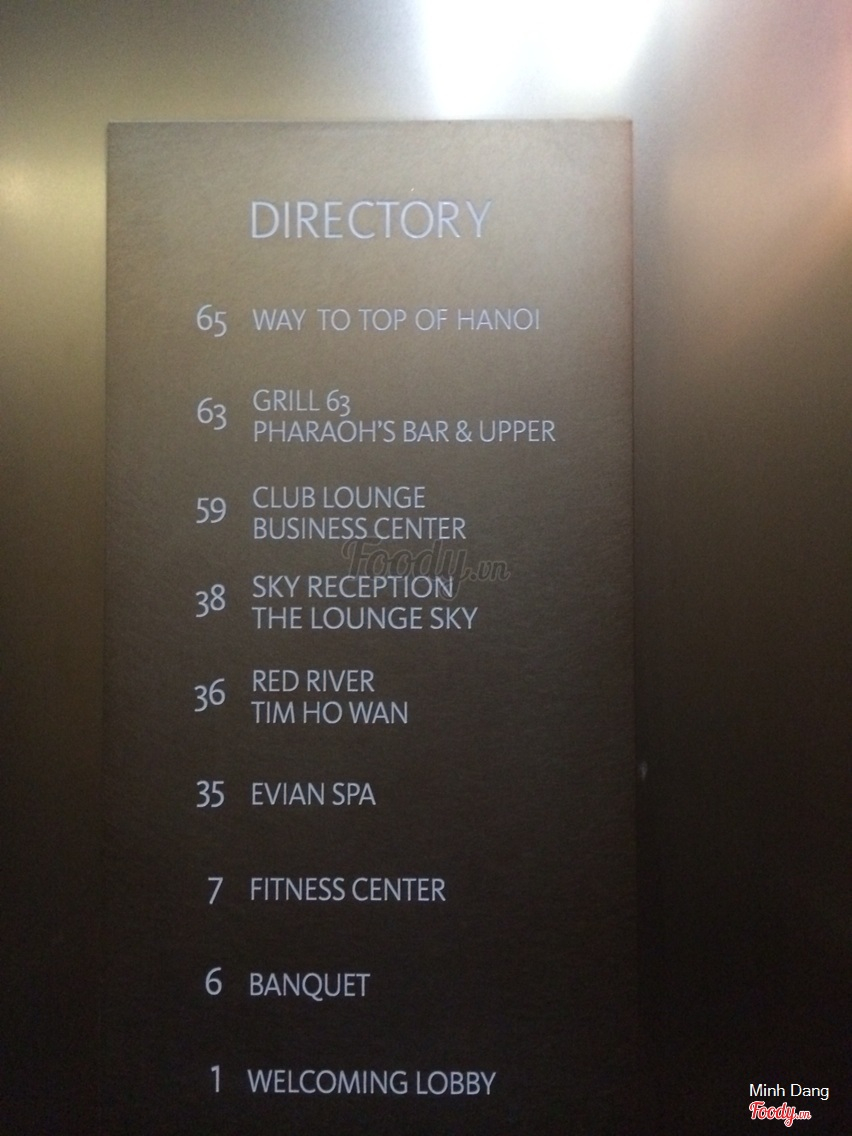 DIRECTORY
65 WAY TO TOP OF HANOI
63 GRILL 63
PHARAOH'S BAR & UPPER
59 CLUB LOUNGE
BUSINESS CENTER
Foody.vn
38 SKY RECEPTION
THE LOUNGE SKY
36 RED RIVER
TIM HO WAN
35 EVIAN SPA
7 FITNESS CENTER
6 BANQUET
1 WELCOMING LOBBY
Minh Dang
Foody.vn